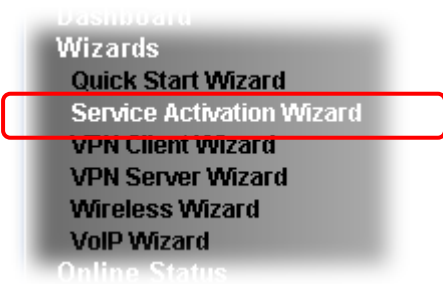 Dashboard
Wizards
Quick Start Wizard
Service Activation Wizard
VPN Client Wizard
VPN Server Wizard
Wireless Wizard
VoIP Wizard
Online Status